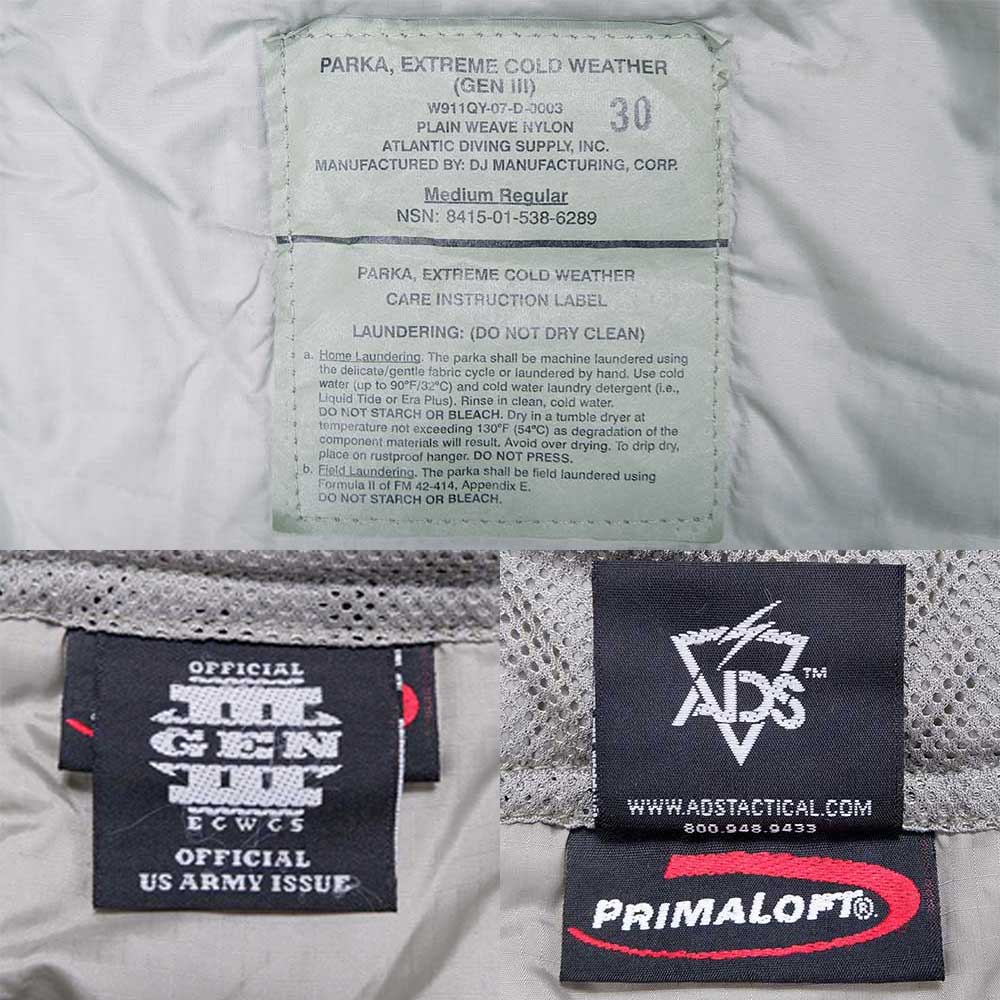 PARKA, EXTREME COLD WEATHER
(GEN III)
W911QY-07-D-0003
30
PLAIN WEAVE NYLON
ATLANTIC DIVING SUPPLY, INC.
MANUFACTURED BY: DJ MANUFACTURING, CORP.
Medium Regular
NSN: 8415-01-538-6289
PARKA, EXTREME COLD WEATHER
CARE INSTRUCTION LABEL
LAUNDERING: (DO NOT DRY CLEAN)
a. Home Laundering. The parka shall be machine laundered using
the delicate/gentle fabric cycle or laundered by hand. Use cold
water (up to 90°F/32°C) and cold water laundry detergent (i.e.,
Liquid Tide or Era Plus). Rinse in clean, cold water.
DO NOT STARCH OR BLEACH. Dry in a tumble dryer at
temperature not exceeding 130°F (54°C) as degradation of the
component materials will result. Avoid over drying. To drip dry,
place on rustproof hanger. DO NOT PRESS.
b. Field Laundering. The parka shall be field laundered using
Formula II of FM 42-414, Appendix E.
DO NOT STARCH OR BLEACH.
OFFICIAL
III
GEN
III
ECWCS
OFFICIAL
US ARMY ISSUE
ADS™
WWW.ADSTACTICAL.COM
800.948.9433
PRIMALOFT®